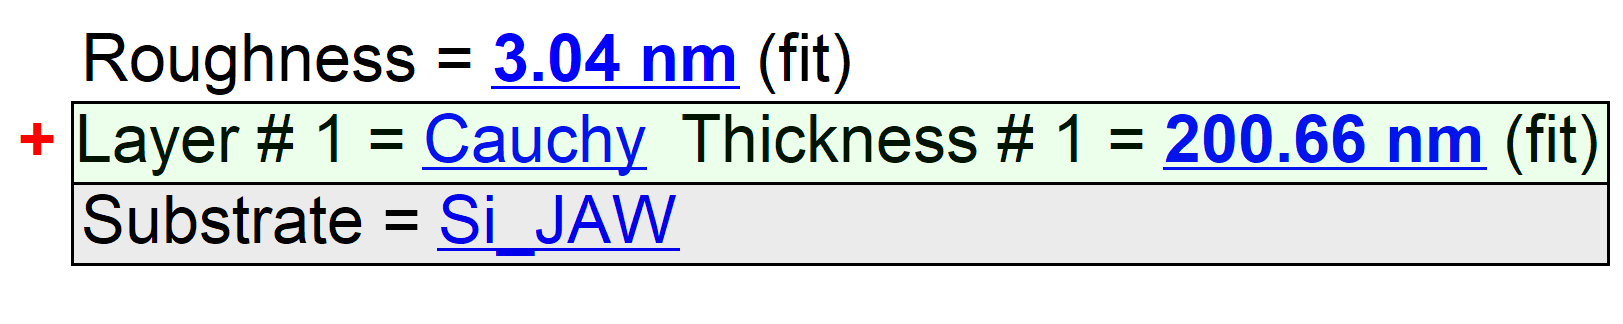 Roughness = 3.04 nm (fit)
+ Layer # 1 = Cauchy Thickness # 1 = 200.66 nm (fit)
Substrate = Si_JAW